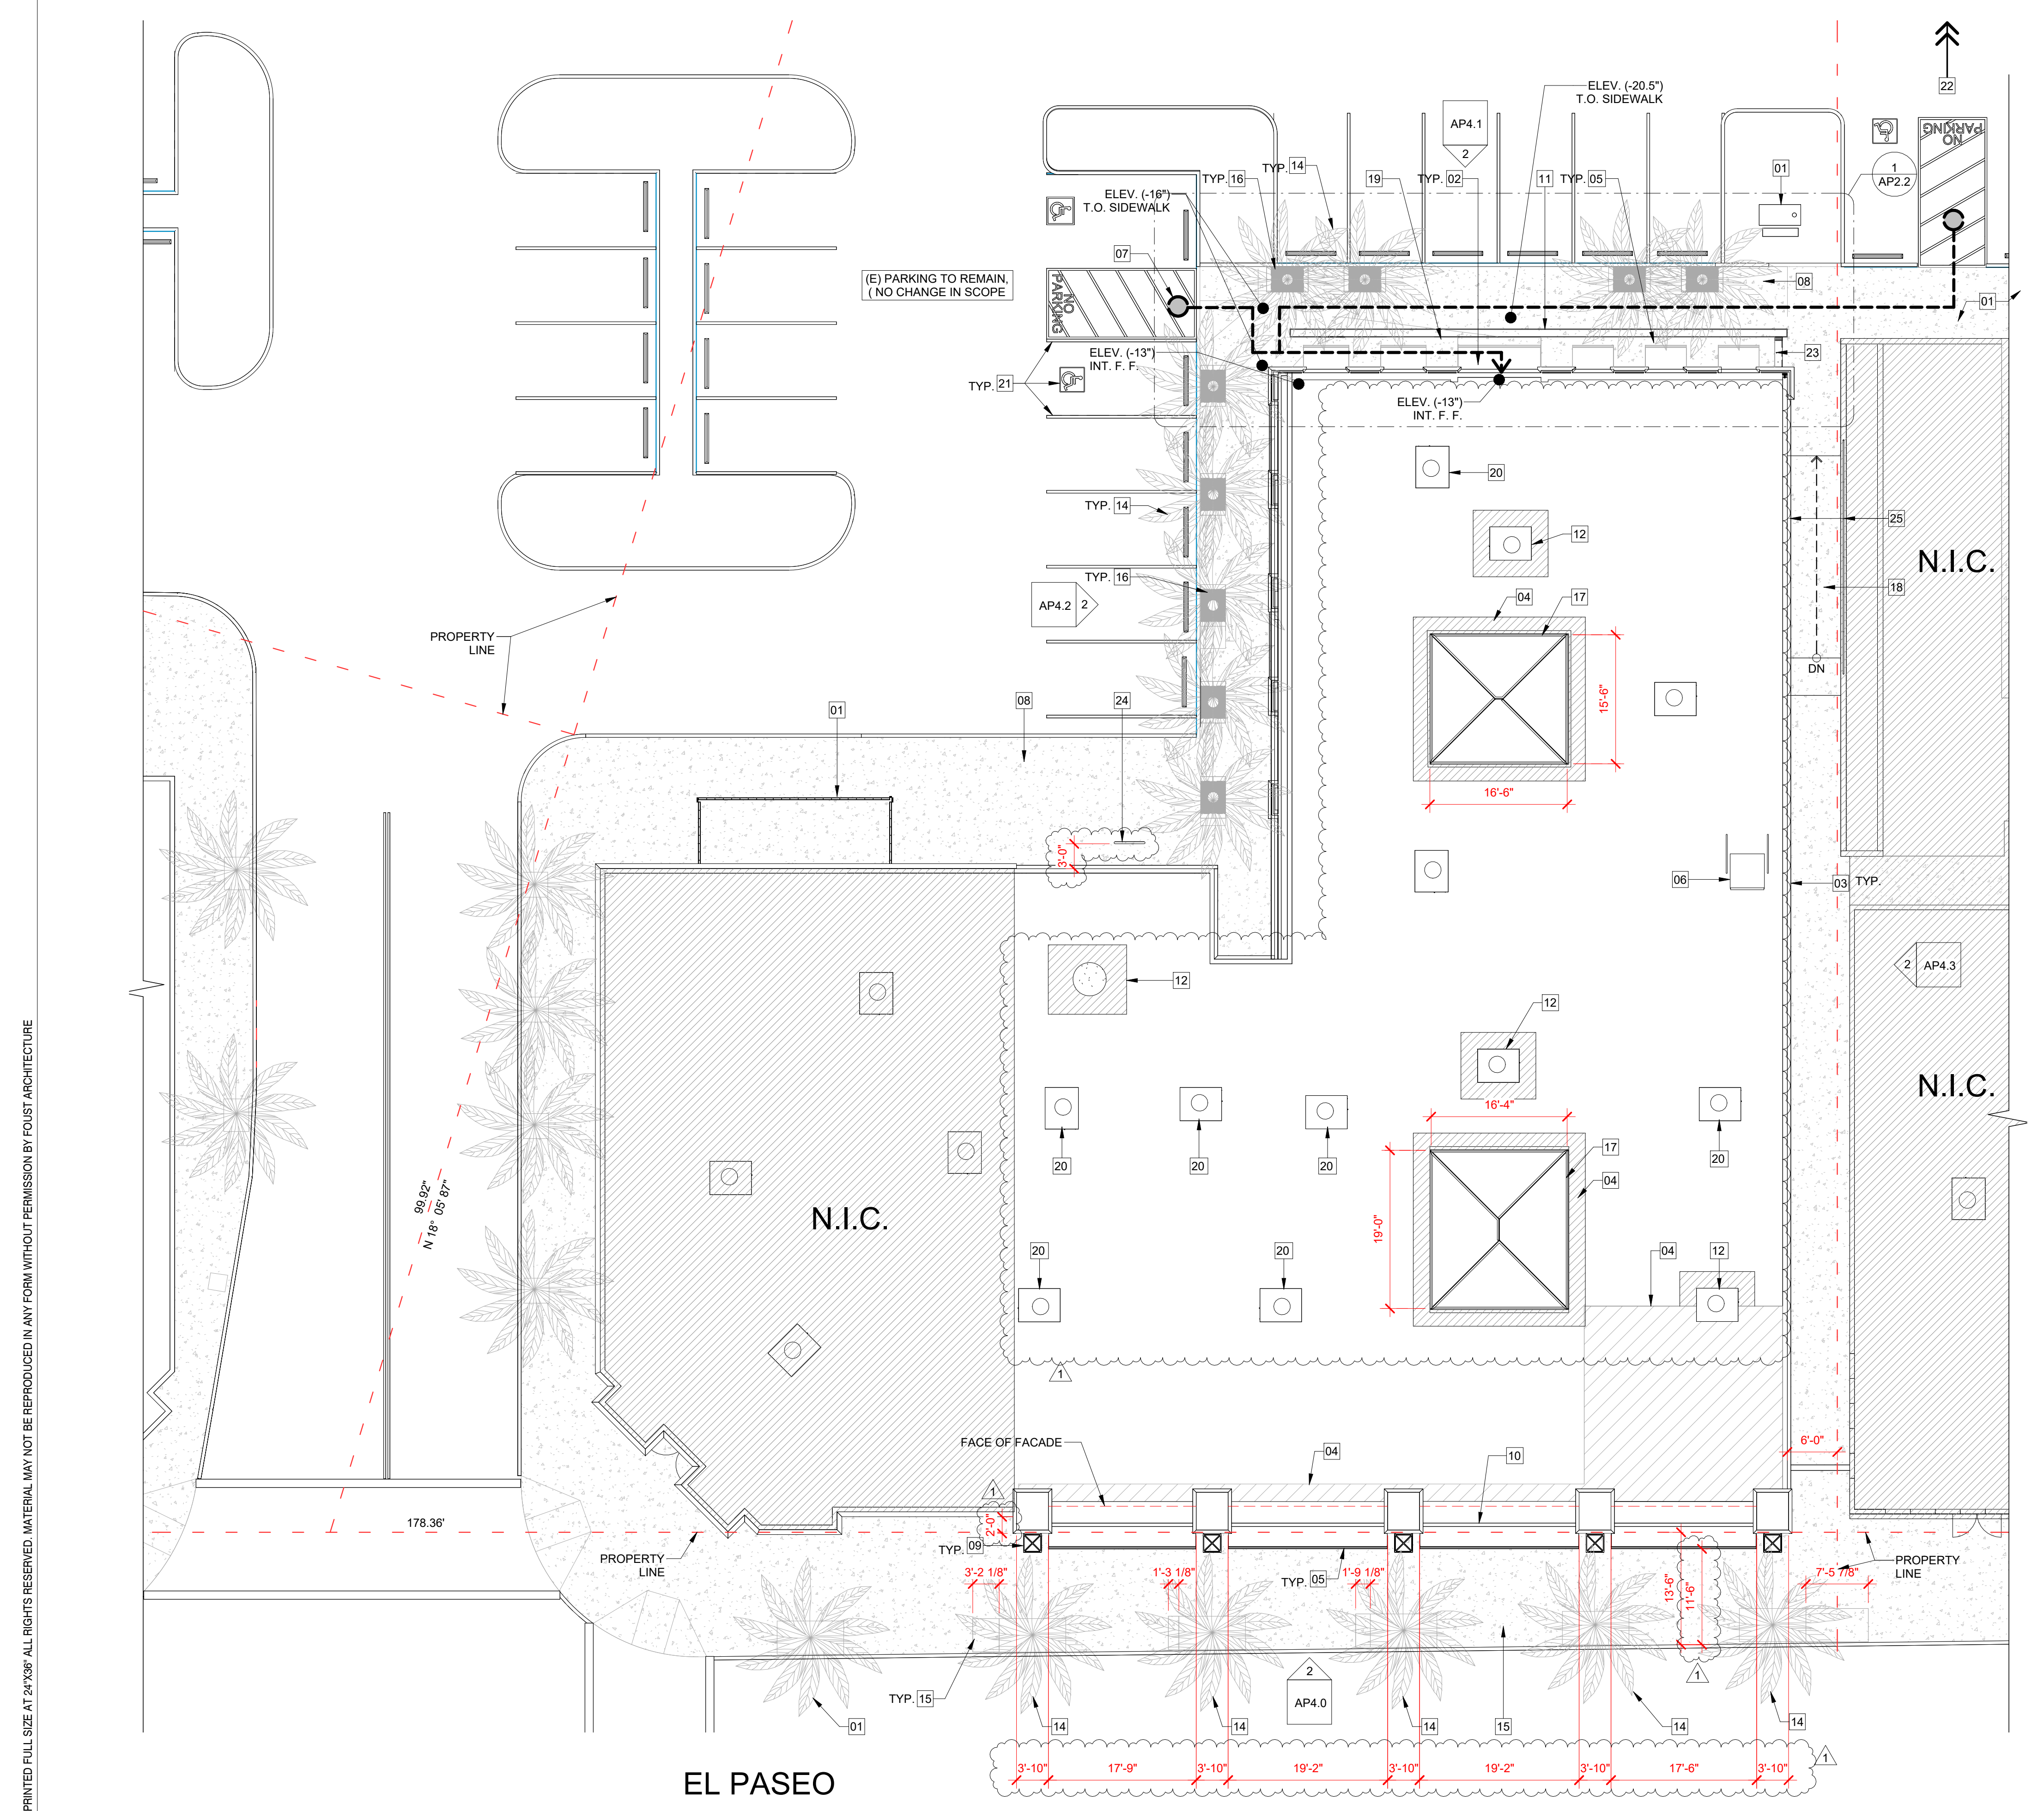 22
ELEV. (-20.5")
T.O. SIDEWALK
AP4.1
2
NO
PARKING
1
AP2.2
01
TYP. 16
TYP. 14
19
TYP. 02
11
TYP. 05
ELEV. (-16")
T.O. SIDEWALK
07
(E) PARKING TO REMAIN,
( NO CHANGE IN SCOPE
NO
PARKING
08
01
ELEV. (-13")
INT. F. F.
23
TYP. 21
ELEV. (-13")
INT. F. F.
20
TYP. 14
25
12
N.I.C.
TYP. 16
AP4.2
2
04
17
18
PROPERTY
LINE
DN
15'-6"
01
08
24
16'-6"
3'-0"
06
03 TYP.
2
AP4.3
12
12
N.I.C.
16'-4"
20
20
20
20
17
04
99.92"
N 18° 05' 87"
N.I.C.
19'-0"
20
20
04
12
1
FACE OF FACADE
04
10
6'-0"
1
178.36'
2'-0"
TYP. 09
PROPERTY
LINE
3'-2 1/8"
1'-3 1/8"
TYP. 05
1'-9 1/8"
13'-6"
11'-6"
7'-5 7/8"
PROPERTY
LINE
1
2
AP4.0
TYP. 15
01
14
14
14
15
14
14
1
3'-10"
17'-9"
3'-10"
19'-2"
3'-10"
19'-2"
3'-10"
17'-6"
3'-10"
EL PASEO
PRINTED FULL SIZE AT 24"X36" ALL RIGHTS RESERVED. MATERIAL MAY NOT BE REPRODUCED IN ANY FORM WITHOUT PERMISSION BY FOUST ARCHITECTURE